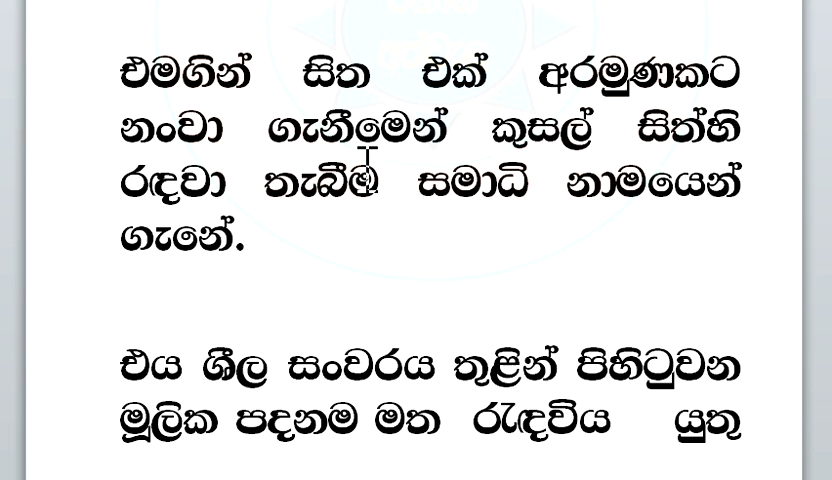 එමගින් සිත එක් අරමුණකට
නංවා ගැනීමෙන් කුසල් සිත්හි
රඳවා තැබීම සමාධි නාමයෙන්
ගැනේ.
එය ශීල සංවරය තුළින් පිහිටුවන
මූලික පදනම මත රැඳවිය යුතු